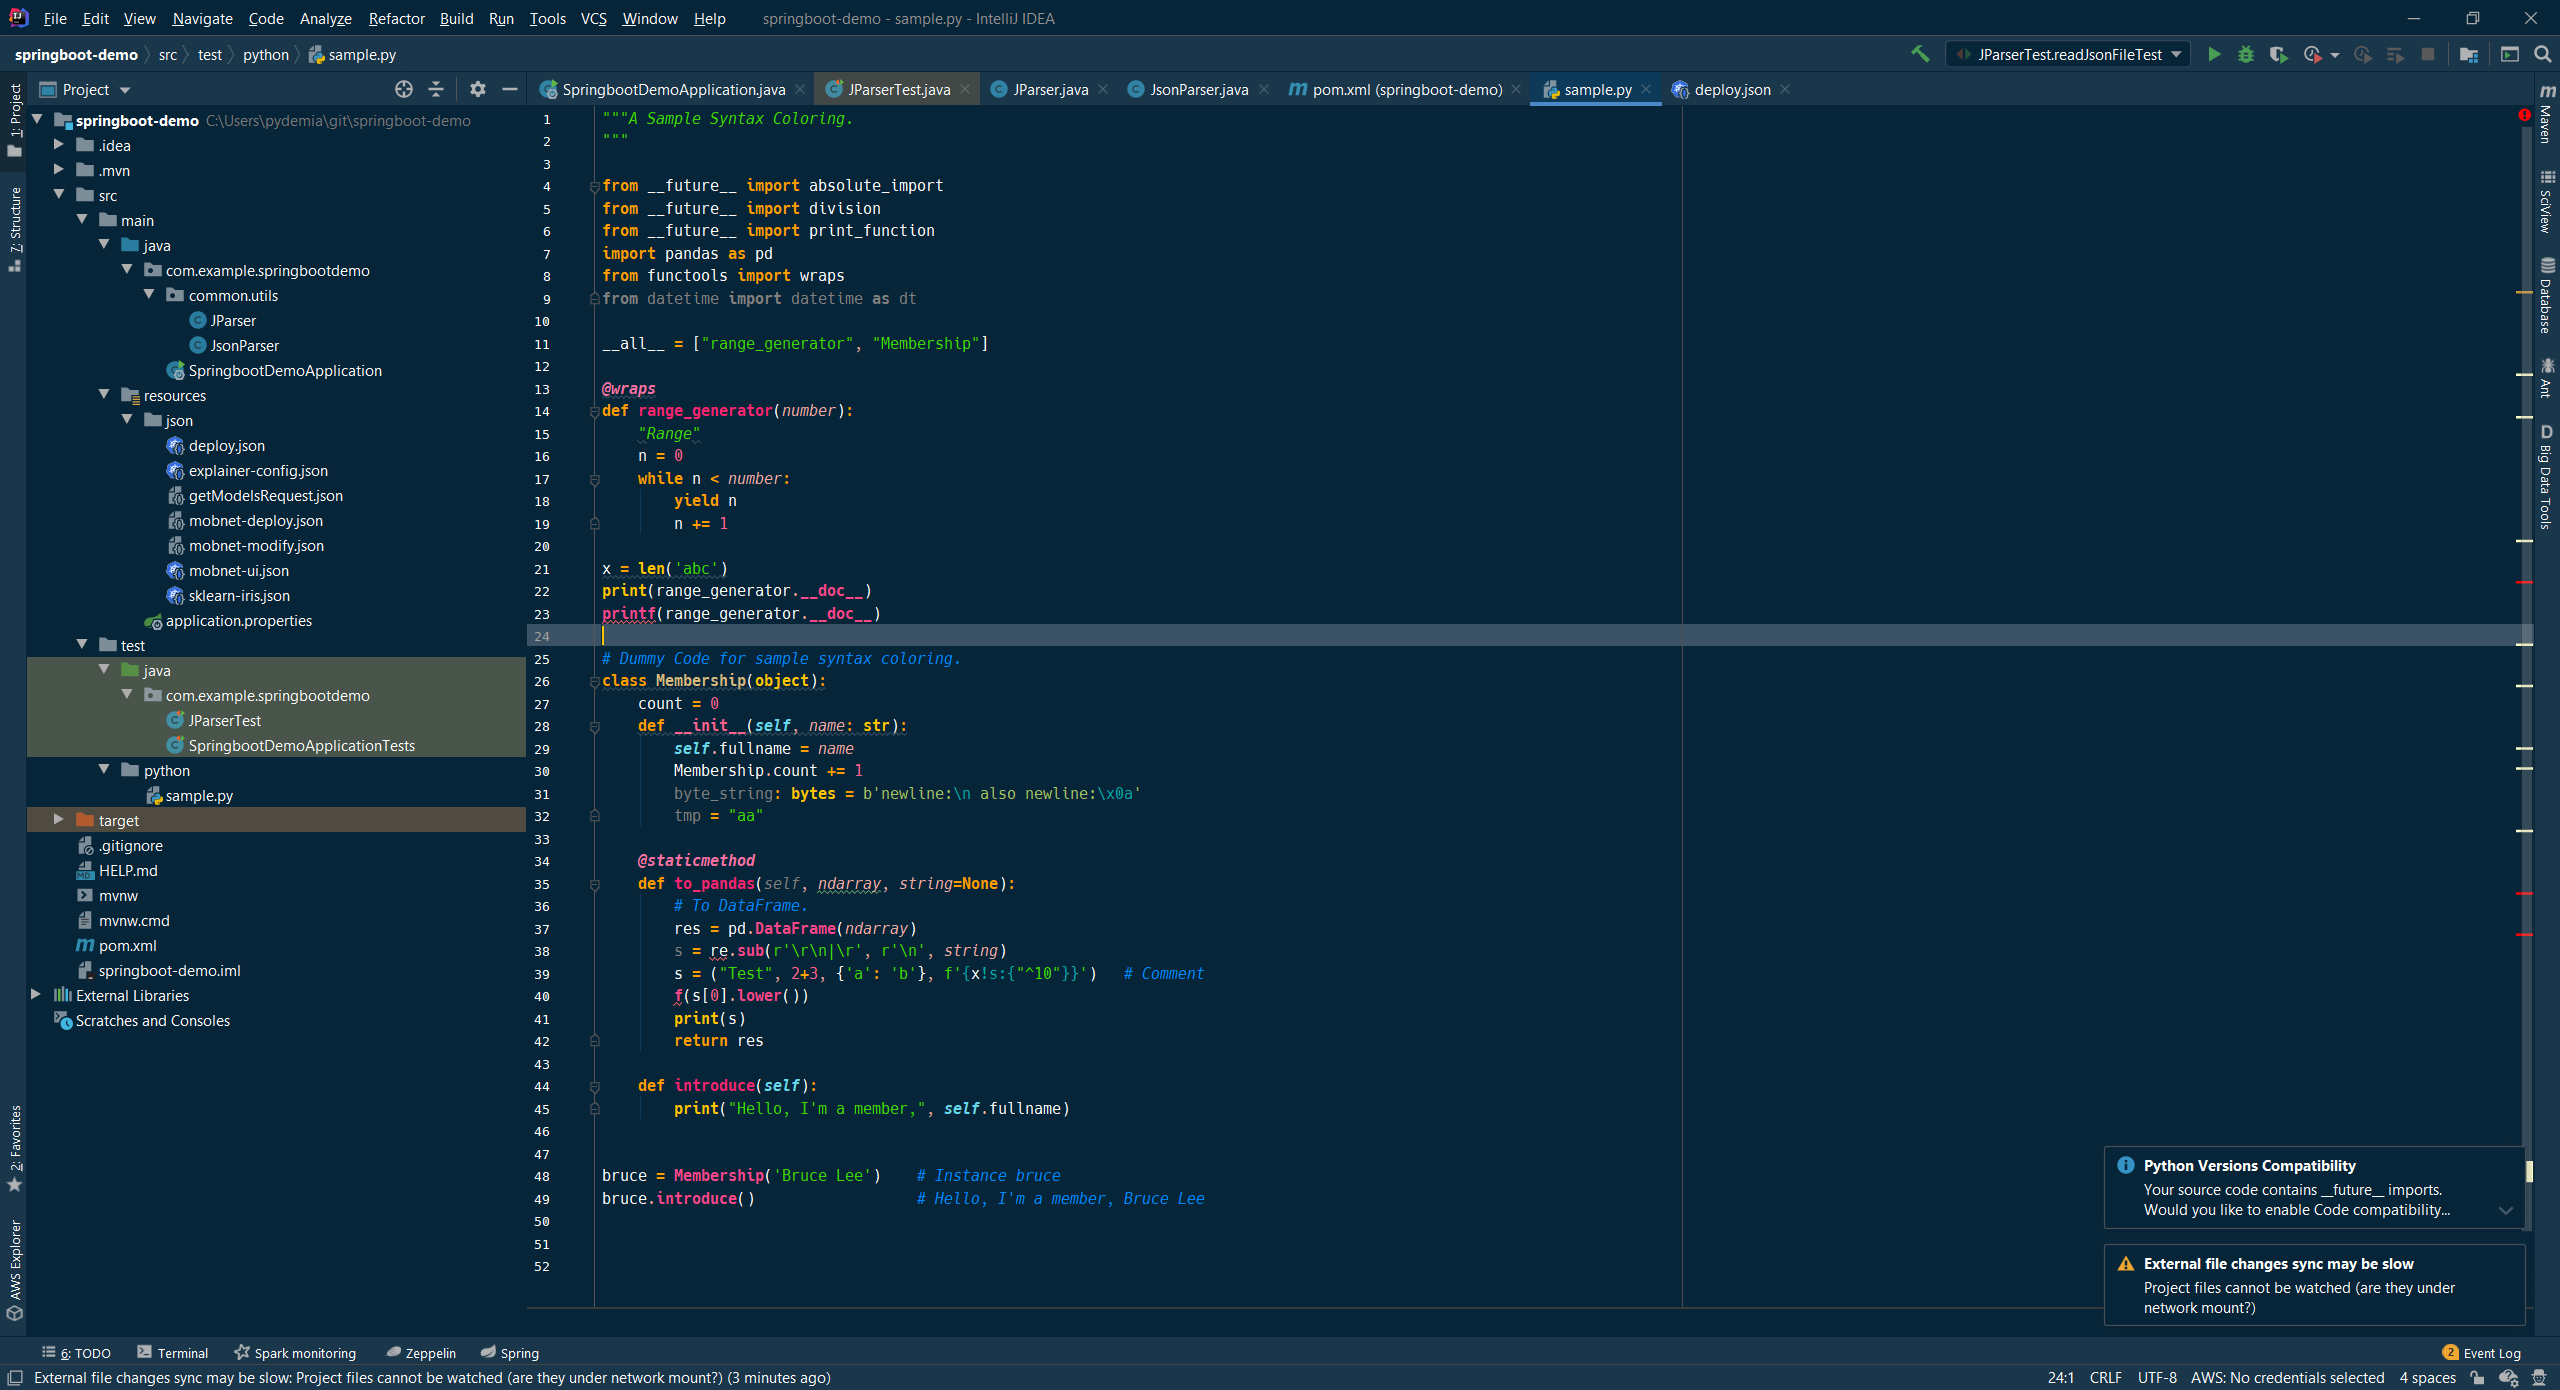 File Edit View Navigate Code Analyze Refactor Build Run Tools VCS Window Help springboot-demo - sample.py - IntelliJ IDEA
springboot-demo src test python sample.py JParserTest.readJsonFileTest
Project SpringbootDemoApplication.java JParserTest.java JParser.java JsonParser.java pom.xml (springboot-demo) sample.py deploy.json
1: Project
7: Structure
2: Favorites
AWS Explorer
springboot-demo C:\Users\pydemia\git\springboot-demo
.idea
.mvn
src
main
java
com.example.springbootdemo
common.utils
JParser
JsonParser
SpringbootDemoApplication
resources
json
deploy.json
explainer-config.json
getModelsRequest.json
mobnet-deploy.json
mobnet-modify.json
mobnet-ui.json
sklearn-iris.json
application.properties
test
java
com.example.springbootdemo
JParserTest
SpringbootDemoApplicationTests
python
sample.py
target
.gitignore
HELP.md
mvnw
mvnw.cmd
pom.xml
springboot-demo.iml
External Libraries
Scratches and Consoles
1 """A Sample Syntax Coloring.
2 """
3
4 from __future__ import absolute_import
5 from __future__ import division
6 from __future__ import print_function
7 import pandas as pd
8 from functools import wraps
9 from datetime import datetime as dt
10
11 __all__ = ["range_generator", "Membership"]
12
13 @wraps
14 def range_generator(number):
15     "Range"
16     n = 0
17     while n < number:
18         yield n
19         n += 1
20
21 x = len('abc')
22 print(range_generator.__doc__)
23 printf(range_generator.__doc__)
24
25 # Dummy Code for sample syntax coloring.
26 class Membership(object):
27     count = 0
28     def __init__(self, name: str):
29         self.fullname = name
30         Membership.count += 1
31         byte_string: bytes = b'newline:\n also newline:\x0a'
32         tmp = "aa"
33
34     @staticmethod
35     def to_pandas(self, ndarray, string=None):
36         # To DataFrame.
37         res = pd.DataFrame(ndarray)
38         s = re.sub(r'\r\n|\r', r'\n', string)
39         s = ("Test", 2+3, {'a': 'b'}, f'{x!s:{"^10"}}')   # Comment
40         f(s[0].lower())
41         print(s)
42         return res
43
44     def introduce(self):
45         print("Hello, I'm a member,", self.fullname)
46
47
48 bruce = Membership('Bruce Lee')    # Instance bruce
49 bruce.introduce()                  # Hello, I'm a member, Bruce Lee
50
51
52
Maven
SciView
Database
Ant
Big Data Tools
Python Versions Compatibility
Your source code contains __future__ imports.
Would you like to enable Code compatibility...
External file changes sync may be slow
Project files cannot be watched (are they under
network mount?)
6: TODO Terminal Spark monitoring Zeppelin Spring 2 Event Log
External file changes sync may be slow: Project files cannot be watched (are they under network mount?) (3 minutes ago) 24:1 CRLF UTF-8 AWS: No credentials selected 4 spaces